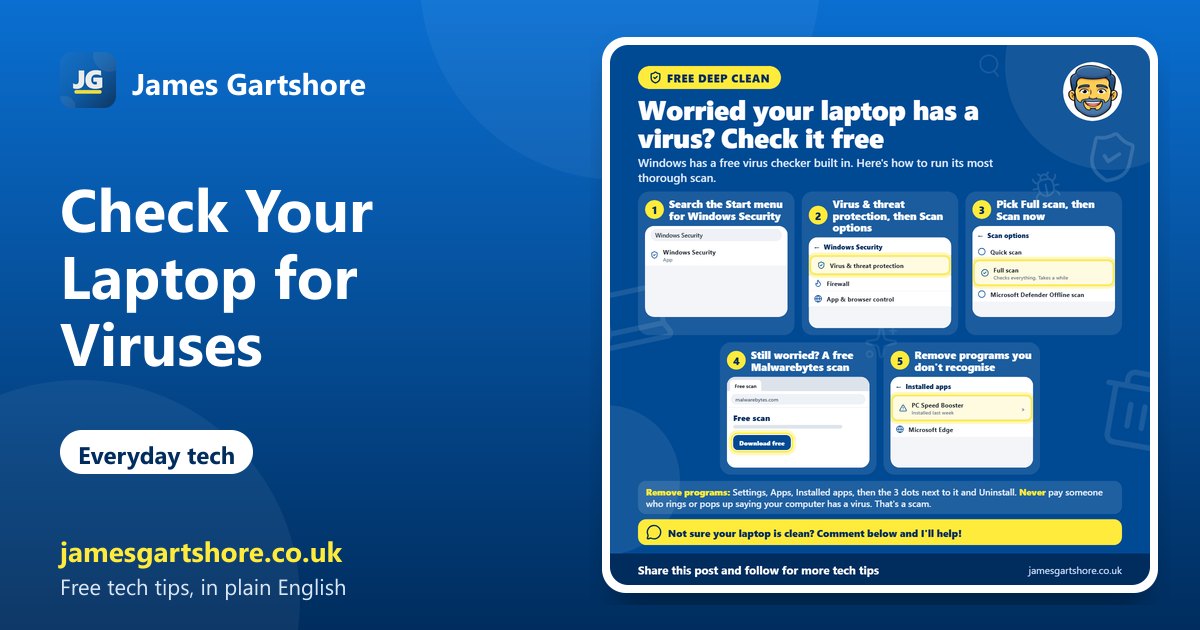 JG
James Gartshore
Check Your
Laptop for
Viruses
Everyday tech
jamesgartshore.co.uk
Free tech tips, in plain English
FREE DEEP CLEAN
Worried your laptop has a
virus? Check it free
Windows has a free virus checker built in. Here's how to run its most
thorough scan.
1
Search the Start menu
for Windows Security
Windows Security
Windows Security
App
2
Virus & threat
protection, then Scan
options
← Windows Security
Virus & threat protection
Firewall
App & browser control
3
Pick Full scan, then
Scan now
← Scan options
Quick scan
Full scan
Checks everything. Takes a while
Microsoft Defender Offline scan
4
Still worried? A free
Malwarebytes scan
Free scan
malwarebytes.com
Free scan
Download free
5
Remove programs you
don't recognise
← Installed apps
PC Speed Booster
Installed last week
›
Microsoft Edge
Remove programs: Settings, Apps, Installed apps, then the 3 dots next to it and Uninstall. Never pay someone
who rings or pops up saying your computer has a virus. That's a scam.
Not sure your laptop is clean? Comment below and I'll help!
Share this post and follow for more tech tips
jamesgartshore.co.uk